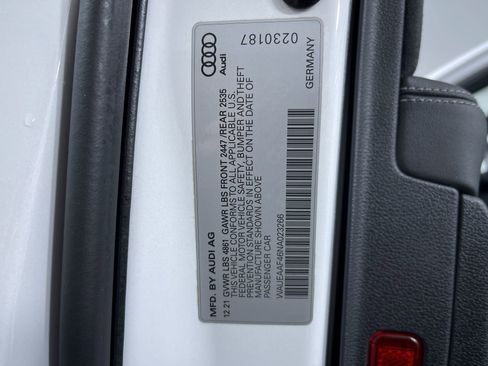 0230187
Audi
GERMANY
MFD. BY AUDI AG
12.21 GVWR LBS 4861 GAWR LBS FRONT 2447/REAR 2535
THIS VEHICLE CONFORMS TO ALL APPLICABLE U.S.
FEDERAL MOTOR VEHICLE SAFETY, BUMPER AND THEFT
PREVENTION STANDARDS IN EFFECT ON THE DATE OF
MANUFACTURE SHOWN ABOVE
PASSENGER CAR
WAUEAAF46NA023266